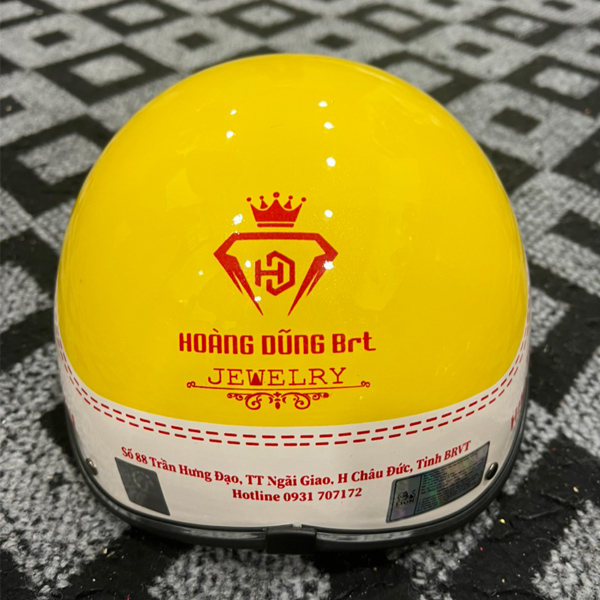 HD
HOÀNG DŨNG Brt
JEWELRY
Số 88 Trần Hưng Đạo, TT Ngãi Giao, H Châu Đức, Tỉnh BRVT
Hotline 0931 707172